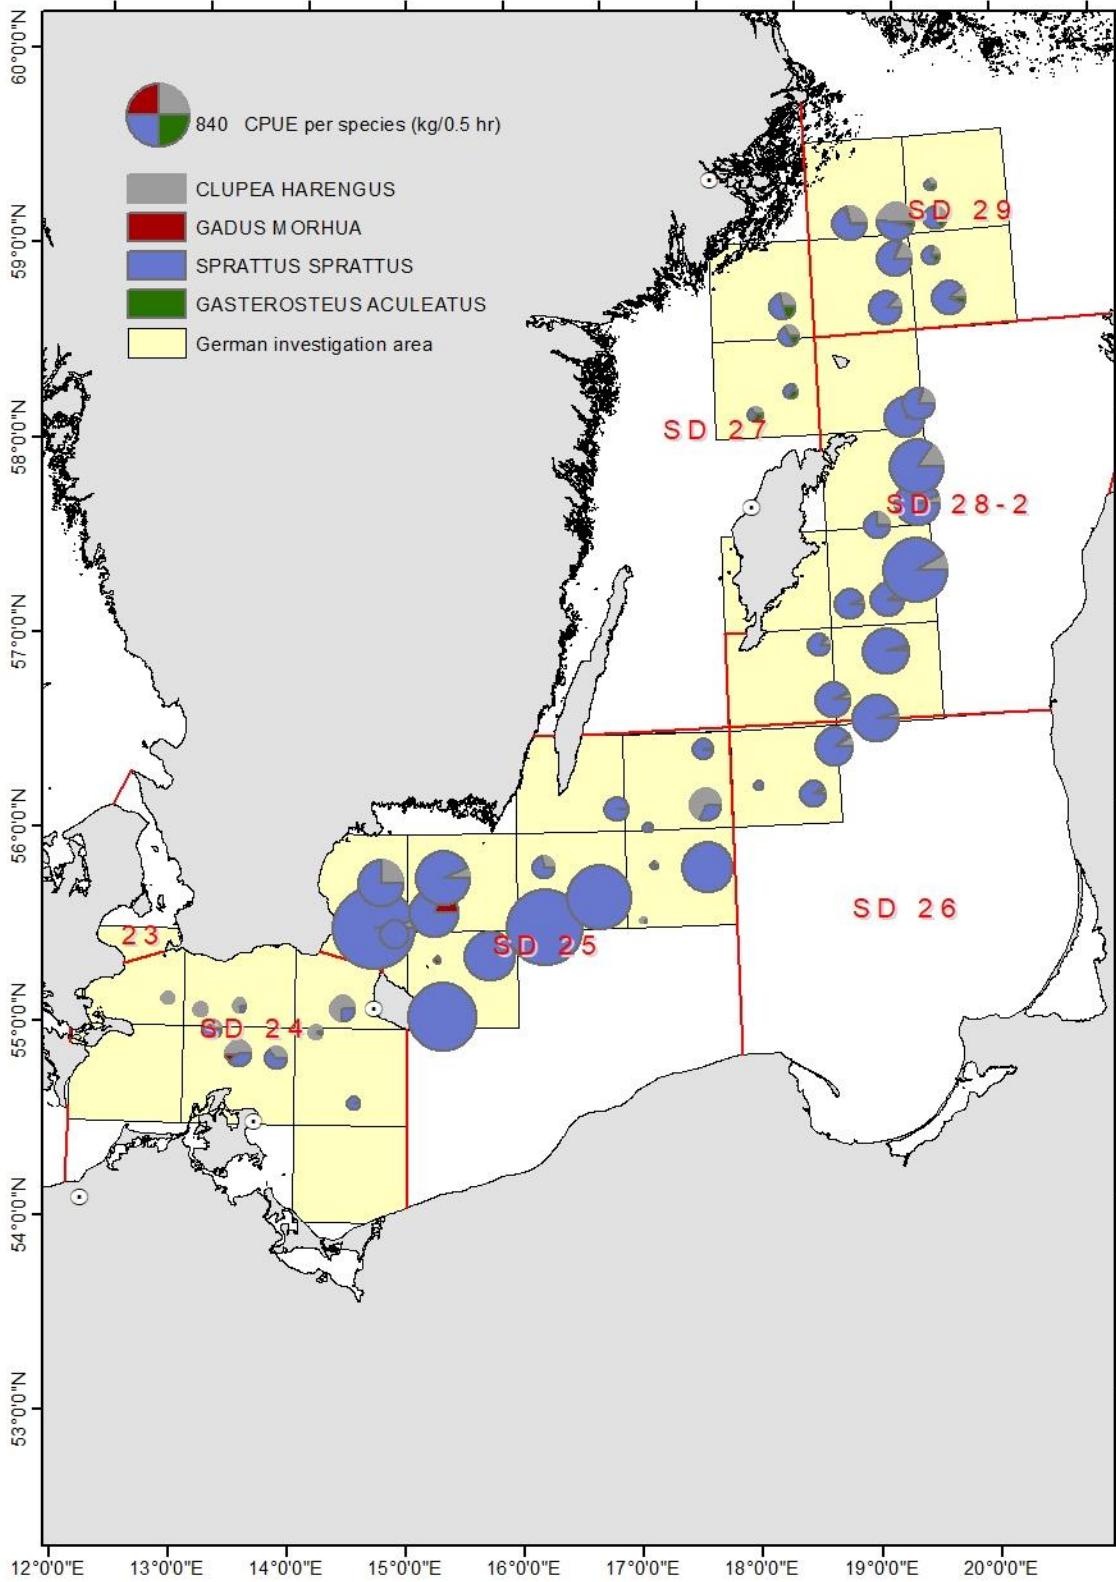 840 CPUE per species (kg/0.5 hr)
CLUPEA HARENGUS
GADUS MORHUA
SPRATTUS SPRATTUS
GASTEROSTEUS ACULEATUS
German investigation area
SD 29
SD 27
SD 28-2
SD 26
23
SD 25
SD 24
60°0'0"N
59°0'0"N
58°0'0"N
57°0'0"N
56°0'0"N
55°0'0"N
54°0'0"N
53°0'0"N
12°0'0"E 13°0'0"E 14°0'0"E 15°0'0"E 16°0'0"E 17°0'0"E 18°0'0"E 19°0'0"E 20°0'0"E